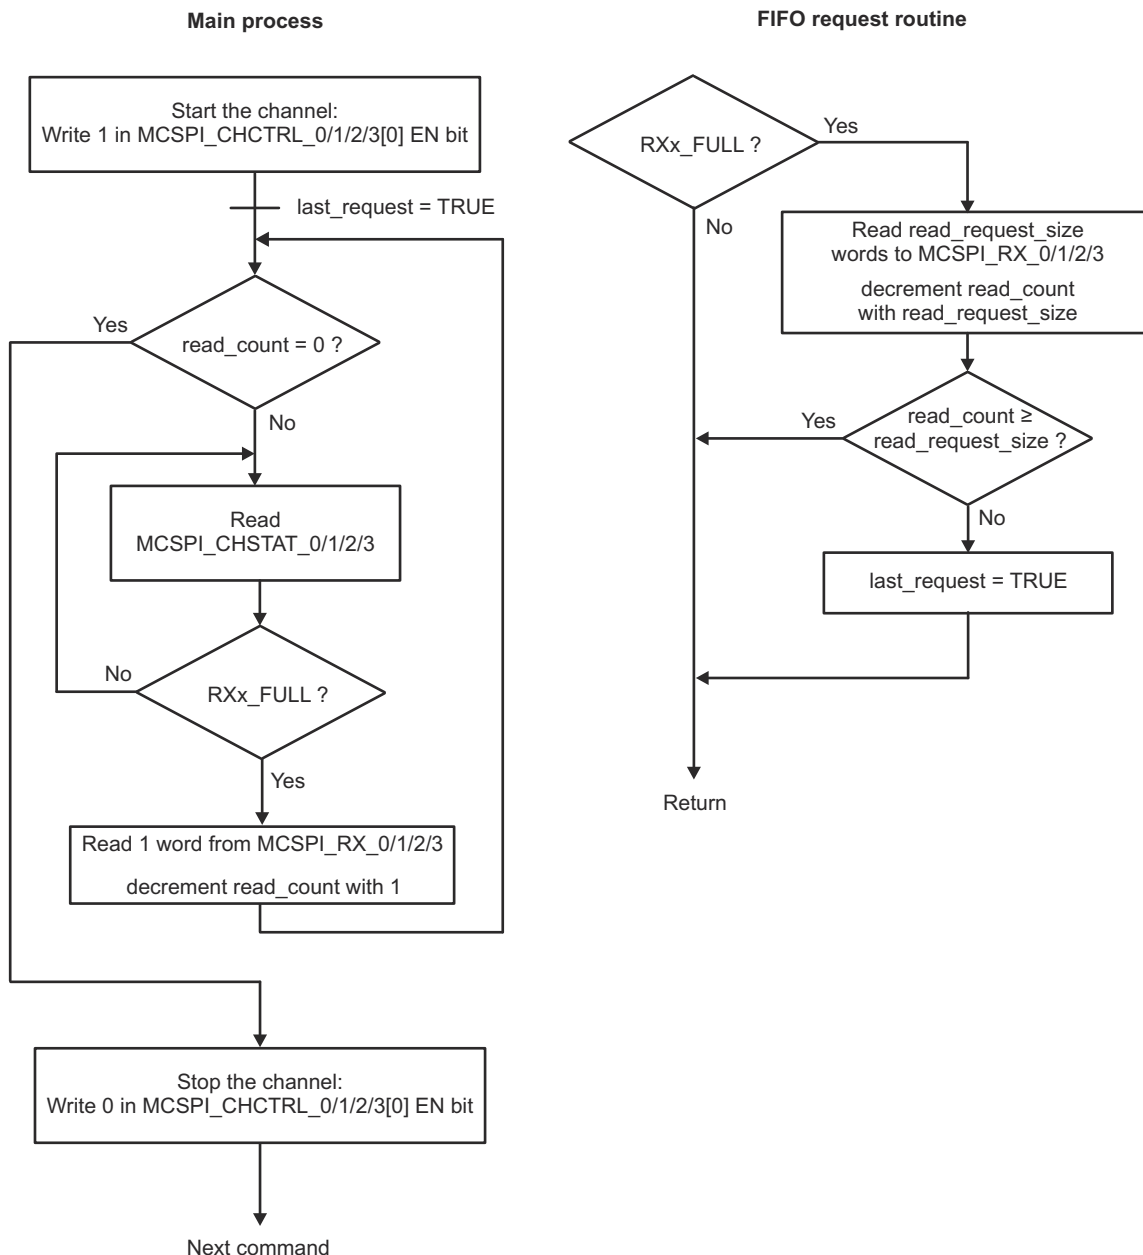 Main process
Start the channel:
Write 1 in MCSPI_CHCTRL_0/1/2/3[0] EN bit
last_request = TRUE
Yes
read_count = 0 ?
No
Read
MCSPI_CHSTAT_0/1/2/3
No
RXx_FULL ?
Yes
Read 1 word from MCSPI_RX_0/1/2/3
decrement read_count with 1
Stop the channel:
Write 0 in MCSPI_CHCTRL_0/1/2/3[0] EN bit
Next command
FIFO request routine
RXx_FULL ?
Yes
No
Read read_request_size
words to MCSPI_RX_0/1/2/3
decrement read_count
with read_request_size
Yes
read_count ≥
read_request_size ?
No
last_request = TRUE
Return